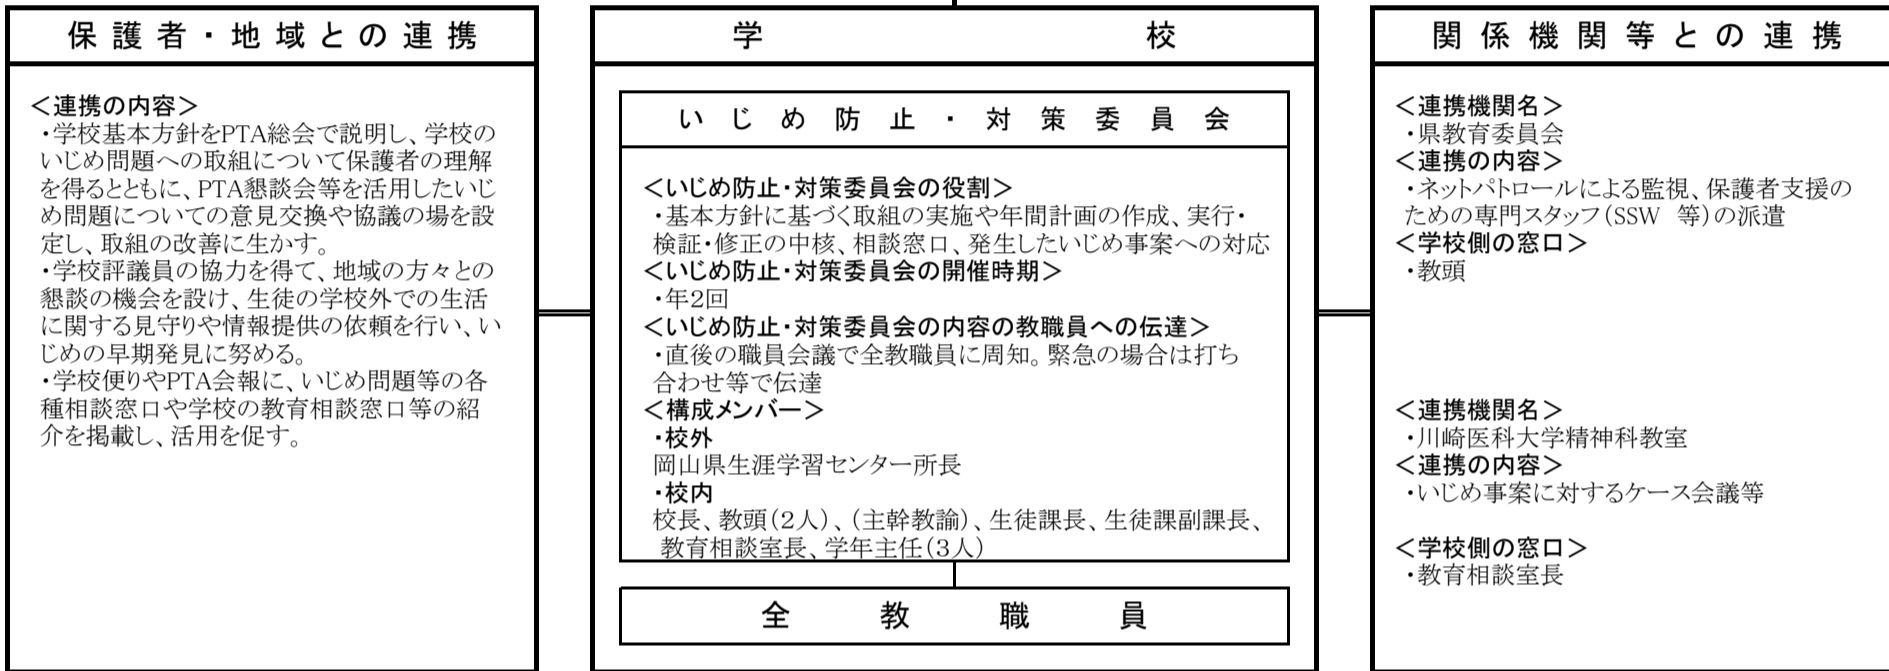 保護者・地域との連携
＜連携の内容＞
・学校基本方針をPTA総会で説明し、学校の
いじめ問題への取組について保護者の理解
を得るとともに、PTA懇談会等を活用したいじ
め問題についての意見交換や協議の場を設
定し、取組の改善に生かす。
・学校評議員の協力を得て、地域の方々との
懇談の機会を設け、生徒の学校外での生活
に関する見守りや情報提供の依頼を行い、い
じめの早期発見に努める。
・学校便りやPTA会報に、いじめ問題等の各
種相談窓口や学校の教育相談窓口等の紹
介を掲載し、活用を促す。
学校
いじめ防止・対策委員会
＜いじめ防止・対策委員会の役割＞
・基本方針に基づく取組の実施や年間計画の作成、実行・
検証・修正の中核、相談窓口、発生したいじめ事案への対応
＜いじめ防止・対策委員会の開催時期＞
・年2回
＜いじめ防止・対策委員会の内容の教職員への伝達＞
・直後の職員会議で全教職員に周知。緊急の場合は打ち
合わせ等で伝達
＜構成メンバー＞
・校外
岡山県生涯学習センター所長
・校内
校長、教頭（2人）、（主幹教諭）、生徒課長、生徒課副課長、
教育相談室長、学年主任（3人）
全教職員
関係機関等との連携
＜連携機関名＞
・県教育委員会
＜連携の内容＞
・ネットパトロールによる監視、保護者支援の
ための専門スタッフ（SSW 等）の派遣
＜学校側の窓口＞
・教頭
＜連携機関名＞
・川崎医科大学精神科教室
＜連携の内容＞
・いじめ事案に対するケース会議等
＜学校側の窓口＞
・教育相談室長